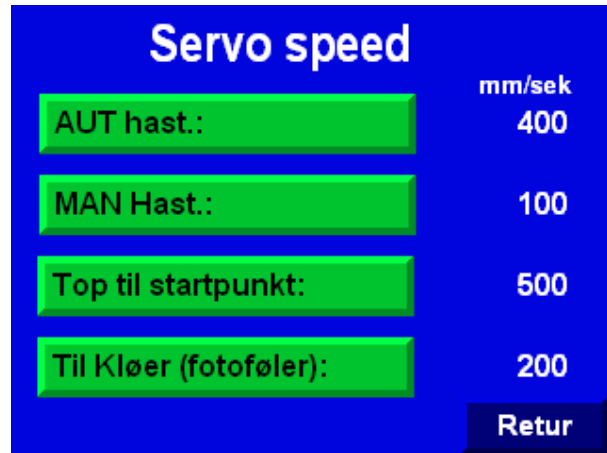 Servo speed
mm/sek
AUT hast.: 400
MAN Hast.: 100
Top til startpunkt: 500
Til Kløer (fotoføler): 200
Retur